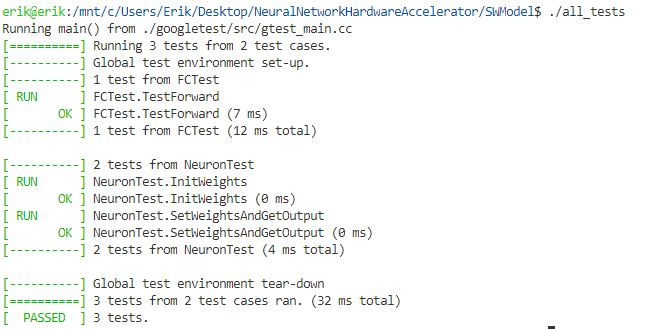 erik@erik:/mnt/c/Users/Erik/Desktop/NeuralNetworkHardwareAccelerator/SWModel$ ./all_tests
Running main() from ./googletest/src/gtest_main.cc
[==========] Running 3 tests from 2 test cases.
[----------] Global test environment set-up.
[----------] 1 test from FCTest
[ RUN      ] FCTest.TestForward
[       OK ] FCTest.TestForward (7 ms)
[----------] 1 test from FCTest (12 ms total)

[----------] 2 tests from NeuronTest
[ RUN      ] NeuronTest.InitWeights
[       OK ] NeuronTest.InitWeights (0 ms)
[ RUN      ] NeuronTest.SetWeightsAndGetOutput
[       OK ] NeuronTest.SetWeightsAndGetOutput (0 ms)
[----------] 2 tests from NeuronTest (4 ms total)

[----------] Global test environment tear-down
[==========] 3 tests from 2 test cases ran. (32 ms total)
[  PASSED  ] 3 tests.